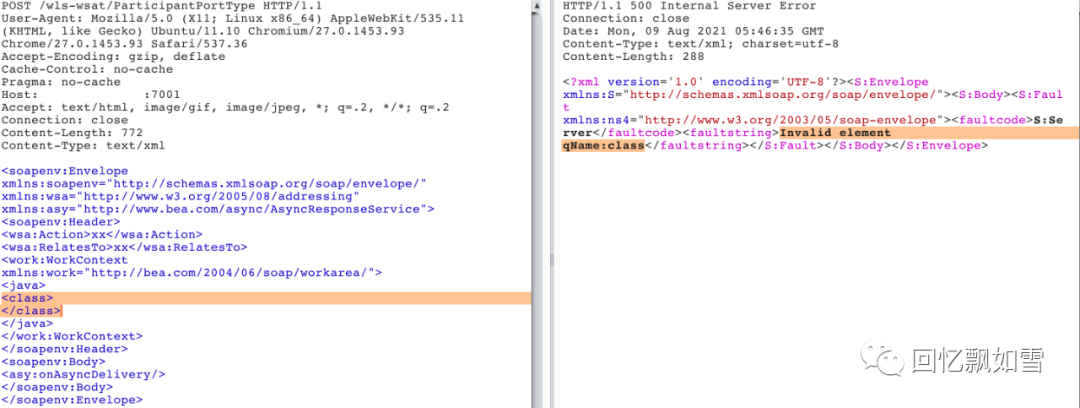 POST /wls-wsat/ParticipantPortType HTTP/1.1
User-Agent: Mozilla/5.0 (X11; Linux x86_64) AppleWebKit/535.11
(KHTML, like Gecko) Ubuntu/11.10 Chromium/27.0.1453.93
Chrome/27.0.1453.93 Safari/537.36
Accept-Encoding: gzip, deflate
Cache-Control: no-cache
Pragma: no-cache
Host: :7001
Accept: text/html, image/gif, image/jpeg, *; q=.2, */*; q=.2
Connection: close
Content-Length: 772
Content-Type: text/xml
<soapenv:Envelope
xmlns:soapenv="http://schemas.xmlsoap.org/soap/envelope/"
xmlns:wsa="http://www.w3.org/2005/08/addressing"
xmlns:asy="http://www.bea.com/async/AsyncResponseService">
<soapenv:Header>
<wsa:Action>xx</wsa:Action>
<wsa:RelatesTo>xx</wsa:RelatesTo>
<work:WorkContext
xmlns:work="http://bea.com/2004/06/soap/workarea/">
<java>
<class>
</class>
</java>
</work:WorkContext>
</soapenv:Header>
<soapenv:Body>
<asy:onAsyncDelivery/>
</soapenv:Body>
</soapenv:Envelope>
HTTP/1.1 500 Internal Server Error
Connection: close
Date: Mon, 09 Aug 2021 05:46:35 GMT
Content-Type: text/xml; charset=utf-8
Content-Length: 288
<?xml version='1.0' encoding='UTF-8'?><S:Envelope
xmlns:S="http://schemas.xmlsoap.org/soap/envelope/"><S:Body><S:Faul
t
xmlns:ns4="http://www.w3.org/2003/05/soap-envelope"><faultcode>S:Se
rver</faultcode><faultstring>Invalid element
qName:class</faultstring></S:Fault></S:Body></S:Envelope>
回忆飘如雪